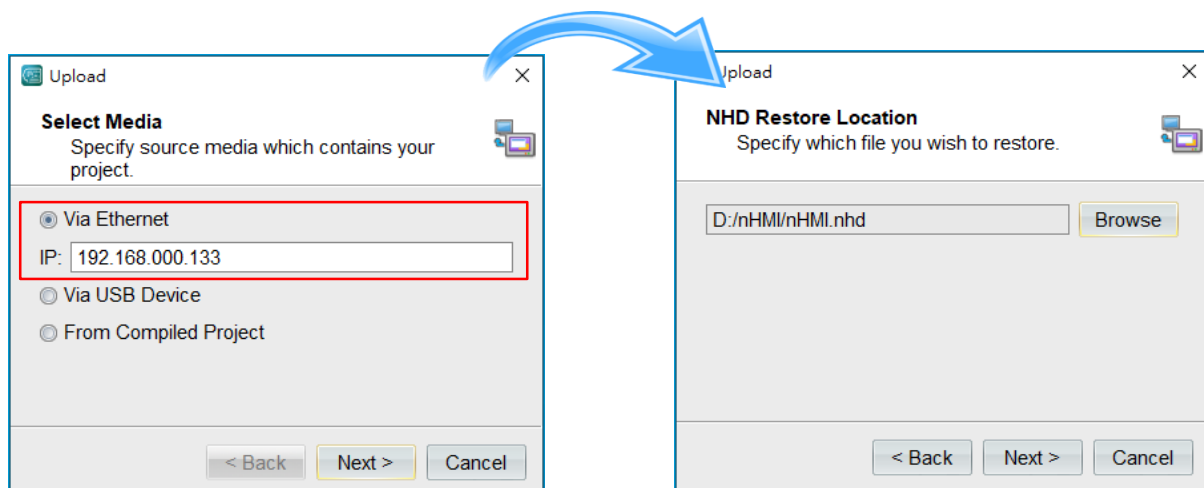 Upload
Select Media
Specify source media which contains your
project.
Via Ethernet
IP: 192.168.000.133
Via USB Device
From Compiled Project
< Back Next > Cancel
Upload
NHD Restore Location
Specify which file you wish to restore.
D:/nHMI/nHMI.nhd Browse
< Back Next > Cancel